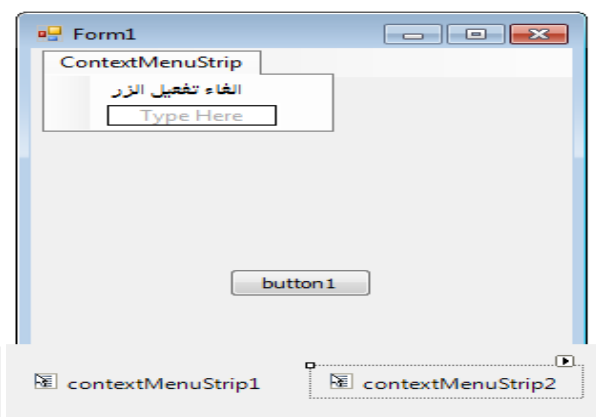 Form1
ContextMenuStrip
الغاء تفعيل الزر
Type Here
button1
contextMenuStrip1
contextMenuStrip2